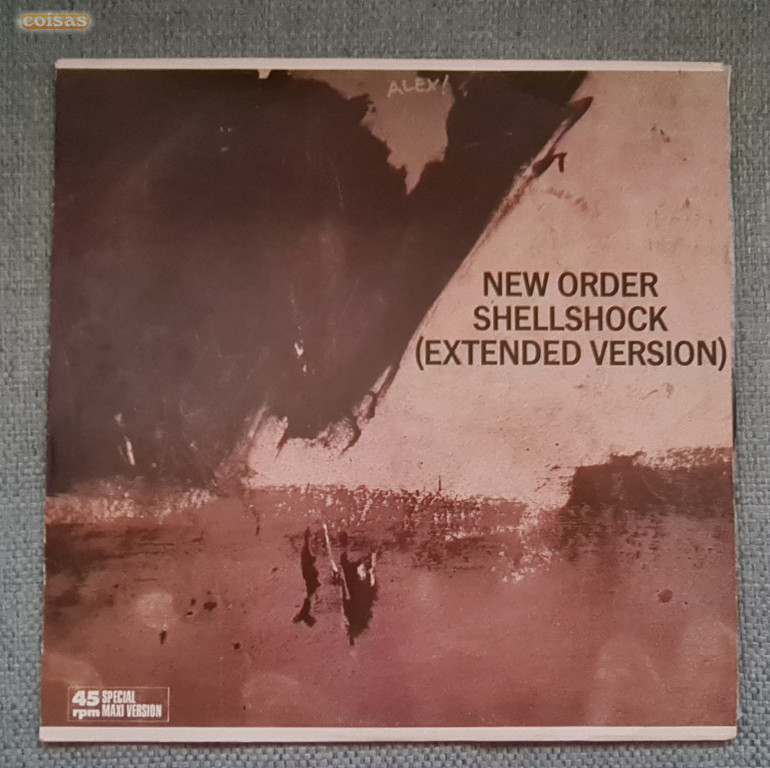 coisas
ALEX!
NEW ORDER
SHELLSHOCK
(EXTENDED VERSION)
45 SPECIAL
rpm MAXI VERSION